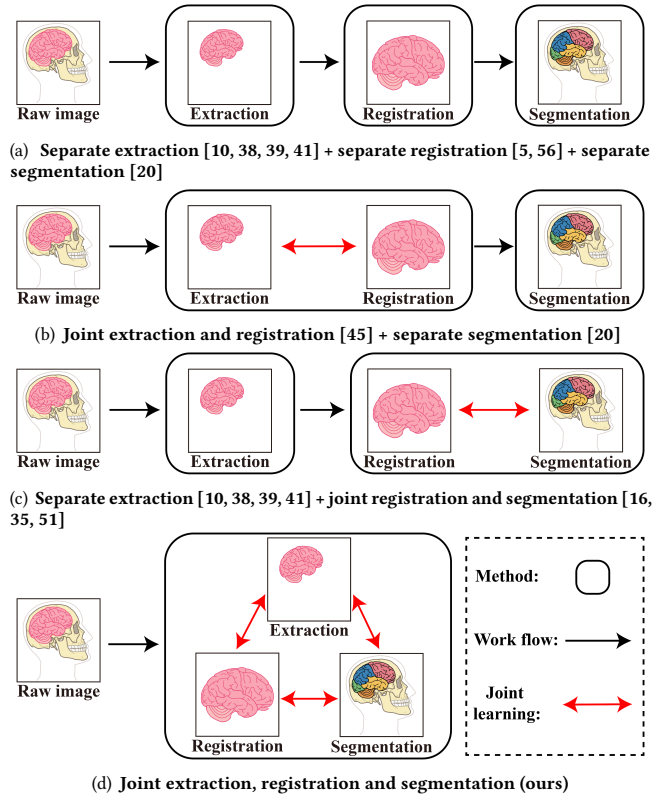 Raw image
Extraction
Registration
Segmentation
(a) Separate extraction [10, 38, 39, 41] + separate registration [5, 56] + separate
segmentation [20]
Raw image
Extraction
Registration
Segmentation
(b) Joint extraction and registration [45] + separate segmentation [20]
Raw image
Extraction
Registration
Segmentation
(c) Separate extraction [10, 38, 39, 41] + joint registration and segmentation [16,
35, 51]
Raw image
Extraction
Registration
Segmentation
Method:
Work flow:
Joint
learning:
(d) Joint extraction, registration and segmentation (ours)